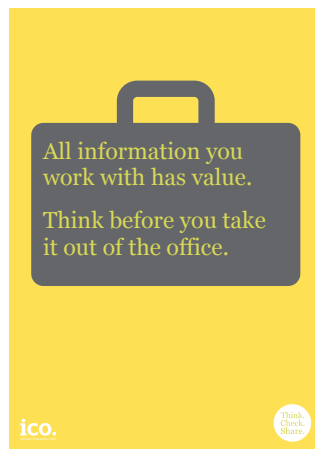 All information you
work with has value.
Think before you take
it out of the office.
ico.
Think.
Check.
Share.